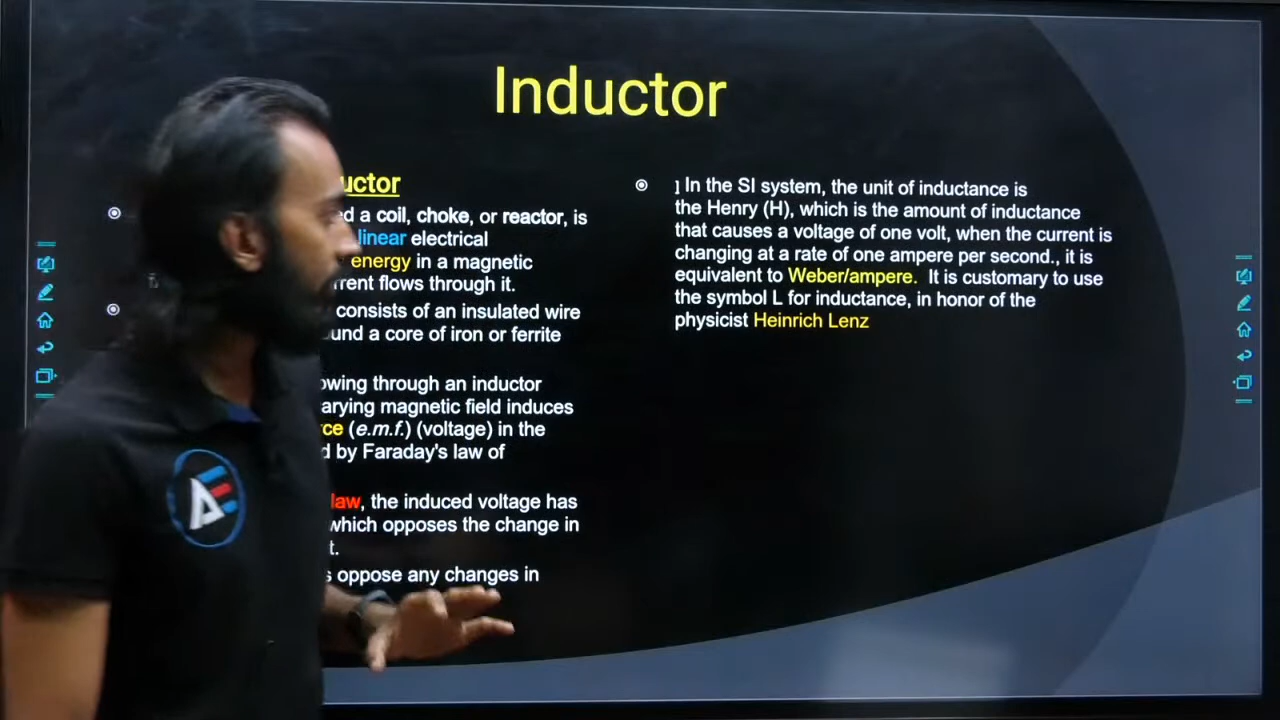 Inductor
uctor
ed a coil, choke, or reactor, is
linear electrical
energy in a magnetic
rrent flows through it.
consists of an insulated wire
und a core of iron or ferrite
owing through an inductor
arying magnetic field induces
ce (e.m.f.) (voltage) in the
d by Faraday's law of
law, the induced voltage has
which opposes the change in
t.
s oppose any changes in
] In the SI system, the unit of inductance is
the Henry (H), which is the amount of inductance
that causes a voltage of one volt, when the current is
changing at a rate of one ampere per second., it is
equivalent to Weber/ampere. It is customary to use
the symbol L for inductance, in honor of the
physicist Heinrich Lenz
AE